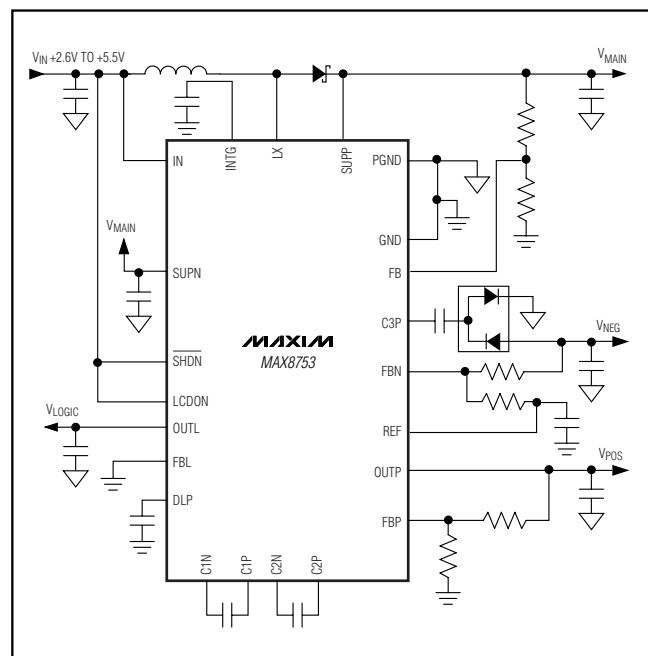 VIN +2.6V TO +5.5V
VMAIN
IN
INTG
LX
SUPP
PGND
GND
FB
VMAIN
SUPN
C3P
VNEG
MAXIM
MAX8753
SHDN
FBN
LCDON
VLOGIC
OUTL
REF
FBL
OUTP
VPOS
DLP
FBP
C1N
C1P
C2N
C2P